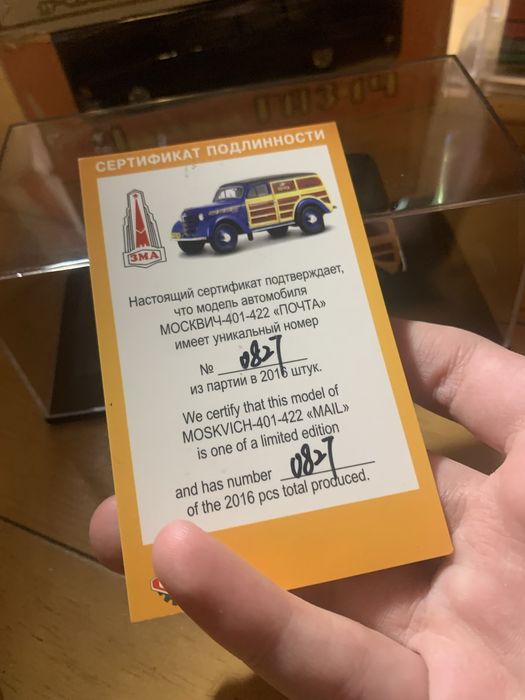 СЕРТИФИКАТ ПОДЛИННОСТИ
ЗМА
Настоящий сертификат подтверждает,
что модель автомобиля
МОСКВИЧ-401-422 «ПОЧТА»
имеет уникальный номер
№ 0827
из партии в 2016 штук.
We certify that this model of
MOSKVICH-401-422 «MAIL»
is one of a limited edition
and has number 0827
of the 2016 pcs total produced.